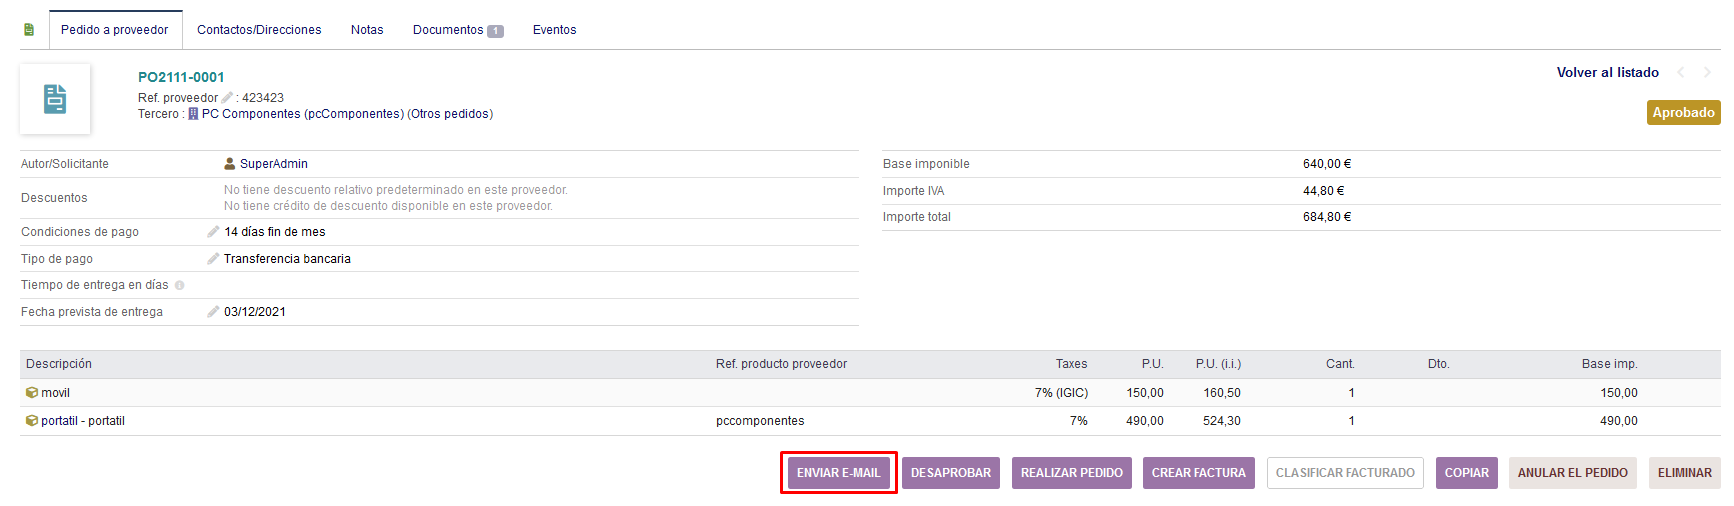 Pedido a proveedor Contactos/Direcciones Notas Documentos 1 Eventos
PO2111-0001
Volver al listado
Ref. proveedor : 423423
Tercero : PC Componentes (pcComponentes) (Otros pedidos)
Aprobado
Autor/Solicitante SuperAdmin
Descuentos No tiene descuento relativo predeterminado en este proveedor.
No tiene crédito de descuento disponible en este proveedor.
Condiciones de pago 14 días fin de mes
Tipo de pago Transferencia bancaria
Tiempo de entrega en días
Fecha prevista de entrega 03/12/2021
Base imponible 640,00 €
Importe IVA 44,80 €
Importe total 684,80 €
Descripción Ref. producto proveedor Taxes P.U. P.U. (i.i.) Cant. Dto. Base imp.
movil 7% (IGIC) 150,00 160,50 1 150,00
portatil - portatil pccomponentes 7% 490,00 524,30 1 490,00
ENVIAR E-MAIL DESAPROBAR REALIZAR PEDIDO CREAR FACTURA CLASIFICAR FACTURADO COPIAR ANULAR EL PEDIDO ELIMINAR